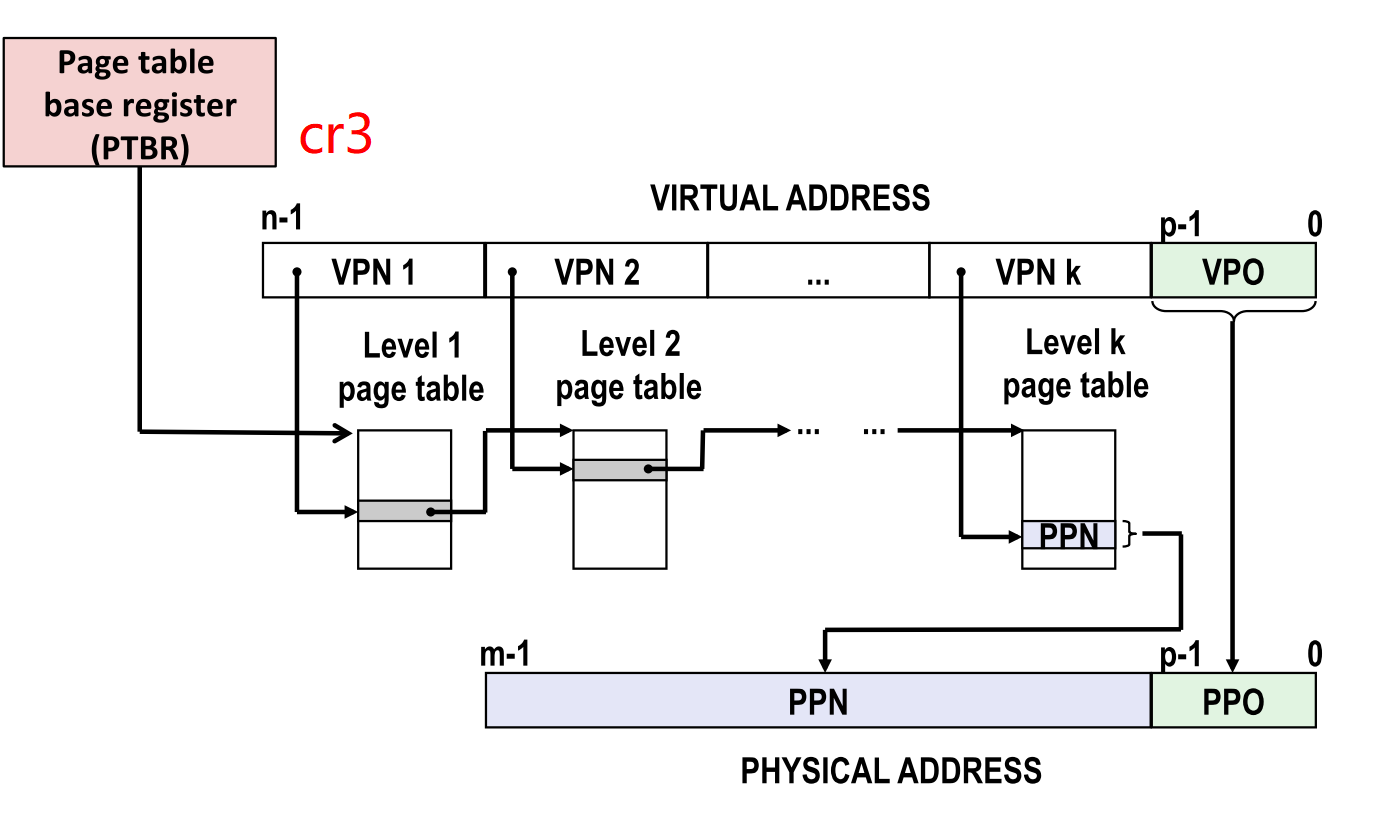 Page table
base register
(PTBR)
cr3
VIRTUAL ADDRESS
n-1
p-1
0
VPN 1
VPN 2
...
VPN k
VPO
Level 1
page table
Level 2
page table
Level k
page table
...
...
PPN
m-1
p-1
0
PPN
PPO
PHYSICAL ADDRESS